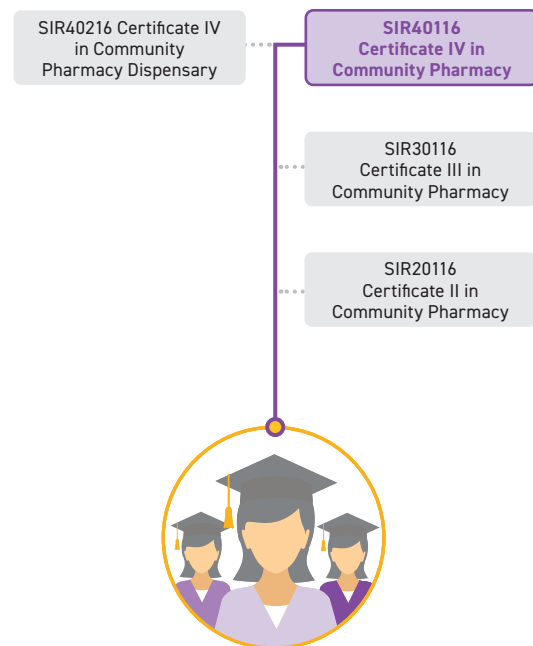 SIR40216 Certificate IV
in Community
Pharmacy Dispensary
SIR40116
Certificate IV in
Community Pharmacy
SIR30116
Certificate III in
Community Pharmacy
SIR20116
Certificate II in
Community Pharmacy